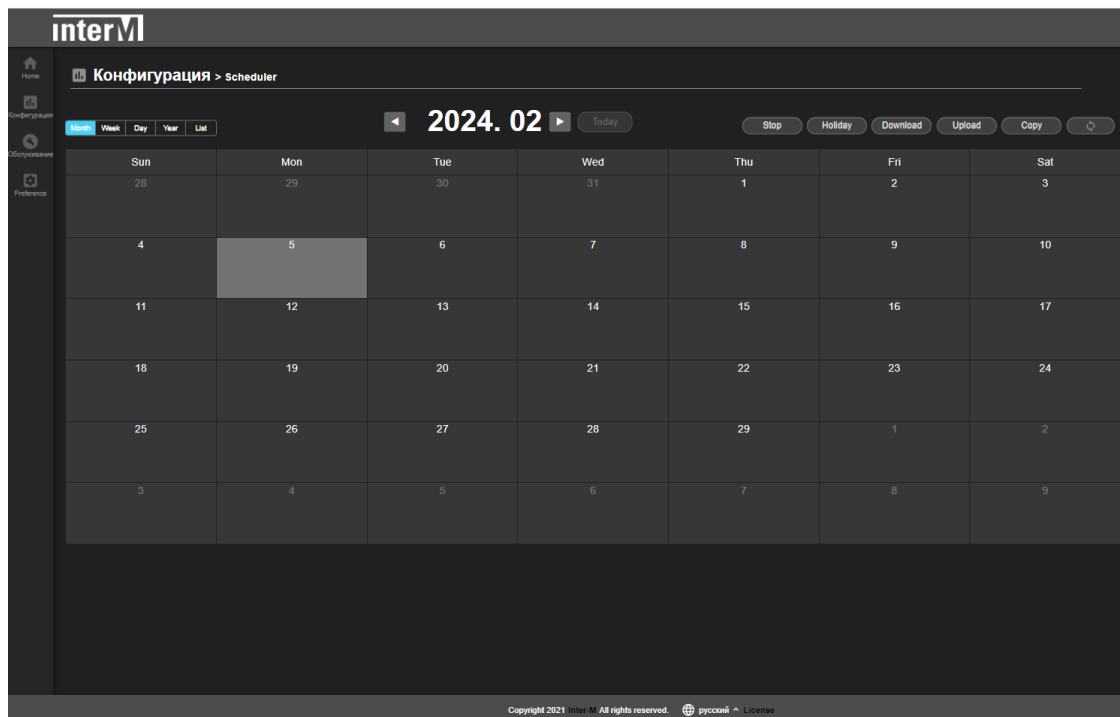 interM
Home
Конфигурация
Обслуживание
Preference
Конфигурация > Scheduler
Month Week Day Year List
◄ 2024. 02 ► Today
Stop Holiday Download Upload Copy
Sun Mon Tue Wed Thu Fri Sat
28 29 30 31 1 2 3
4 5 6 7 8 9 10
11 12 13 14 15 16 17
18 19 20 21 22 23 24
25 26 27 28 29 1 2
3 4 5 6 7 8 9
Copyright 2021 Inter-M All rights reserved. русский ^ License